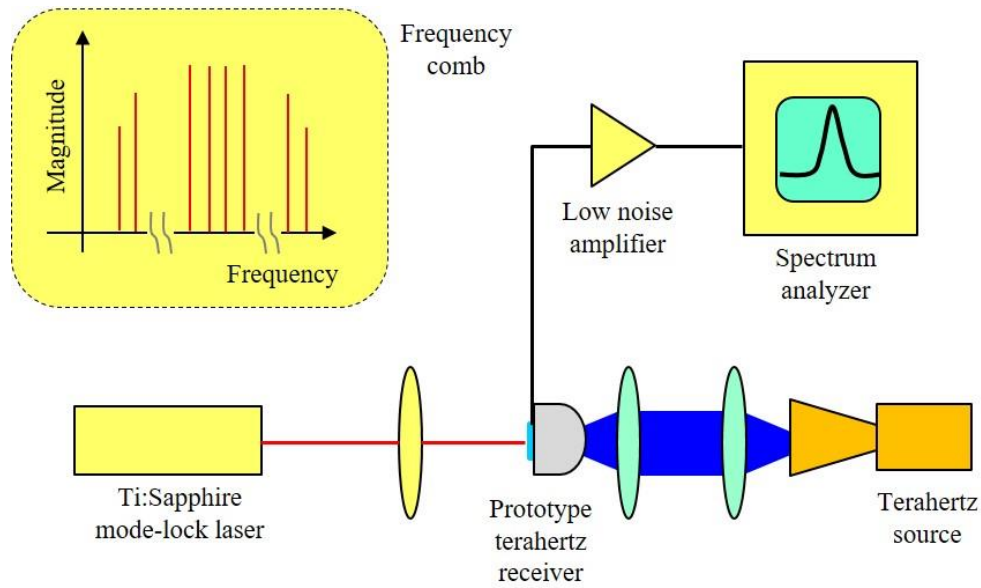 Frequency
comb
Magnitude
Frequency
Low noise
amplifier
Spectrum
analyzer
Ti:Sapphire
mode-lock laser
Prototype
terahertz
receiver
Terahertz
source